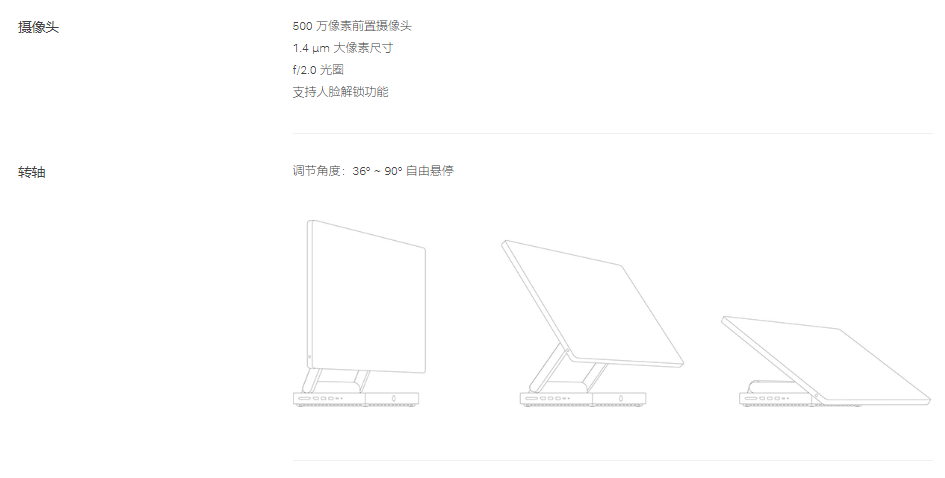 摄像头
500 万像素前置摄像头
1.4 μm 大像素尺寸
f/2.0 光圈
支持人脸解锁功能
转轴
调节角度：36° ~ 90° 自由悬停